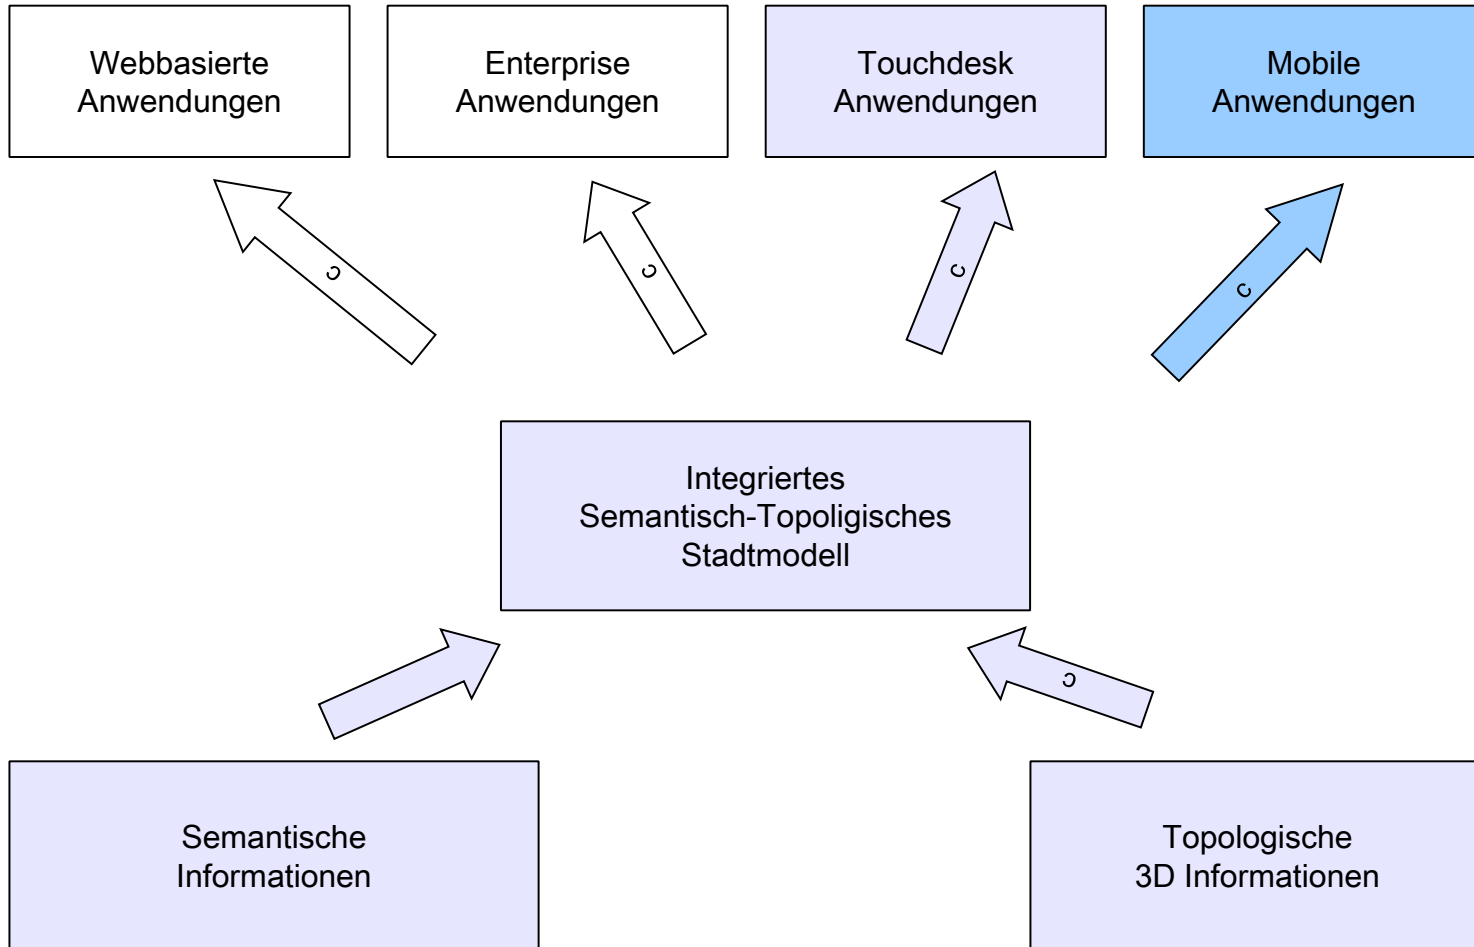 Webbasierte
Anwendungen
Enterprise
Anwendungen
Touchdesk
Anwendungen
Mobile
Anwendungen
c
c
c
c
Integriertes
Semantisch-Topoligisches
Stadtmodell
c
Semantische
Informationen
Topologische
3D Informationen